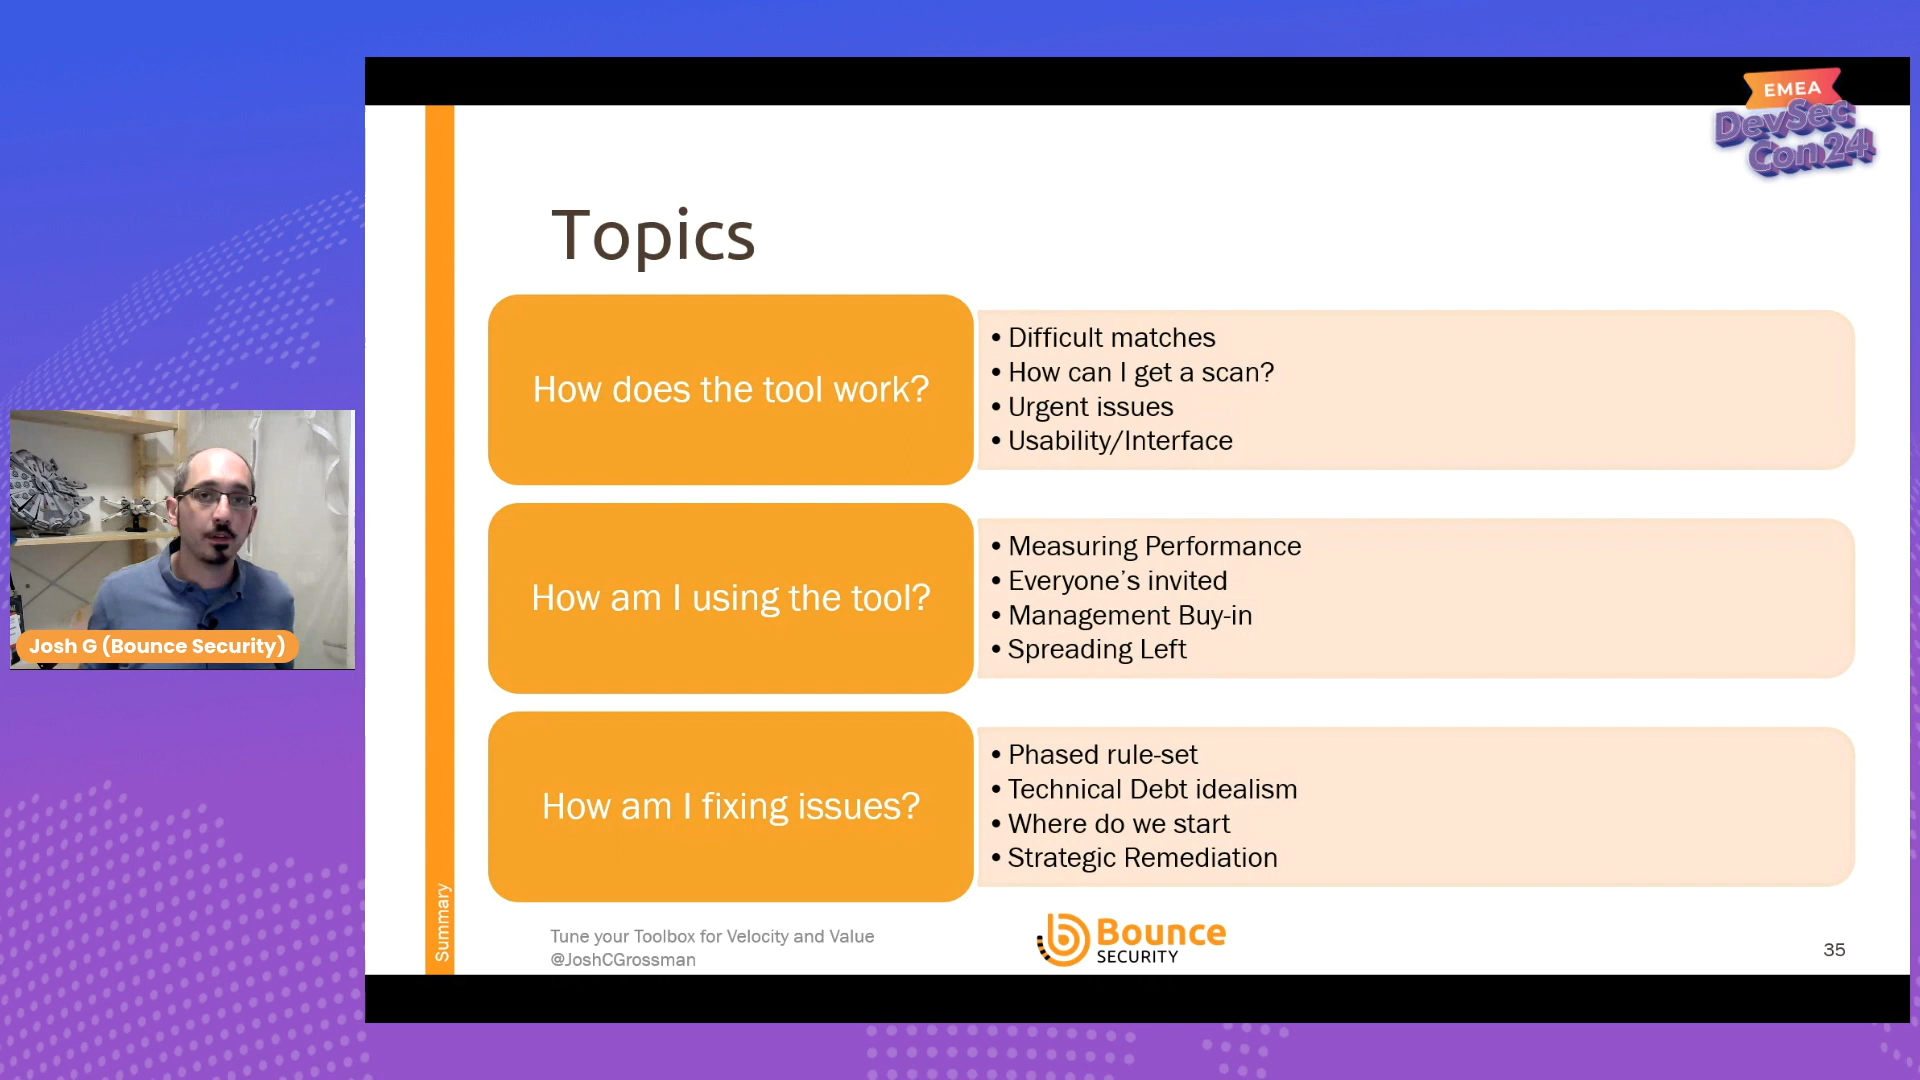 EMEA
DevSec
Con24
Topics
How does the tool work?
• Difficult matches
• How can I get a scan?
• Urgent issues
• Usability/Interface
How am I using the tool?
• Measuring Performance
• Everyone’s invited
• Management Buy-in
• Spreading Left
How am I fixing issues?
• Phased rule-set
• Technical Debt idealism
• Where do we start
• Strategic Remediation
Josh G (Bounce Security)
Summary
Tune your Toolbox for Velocity and Value
@JoshCGrossman
Bounce
SECURITY
35